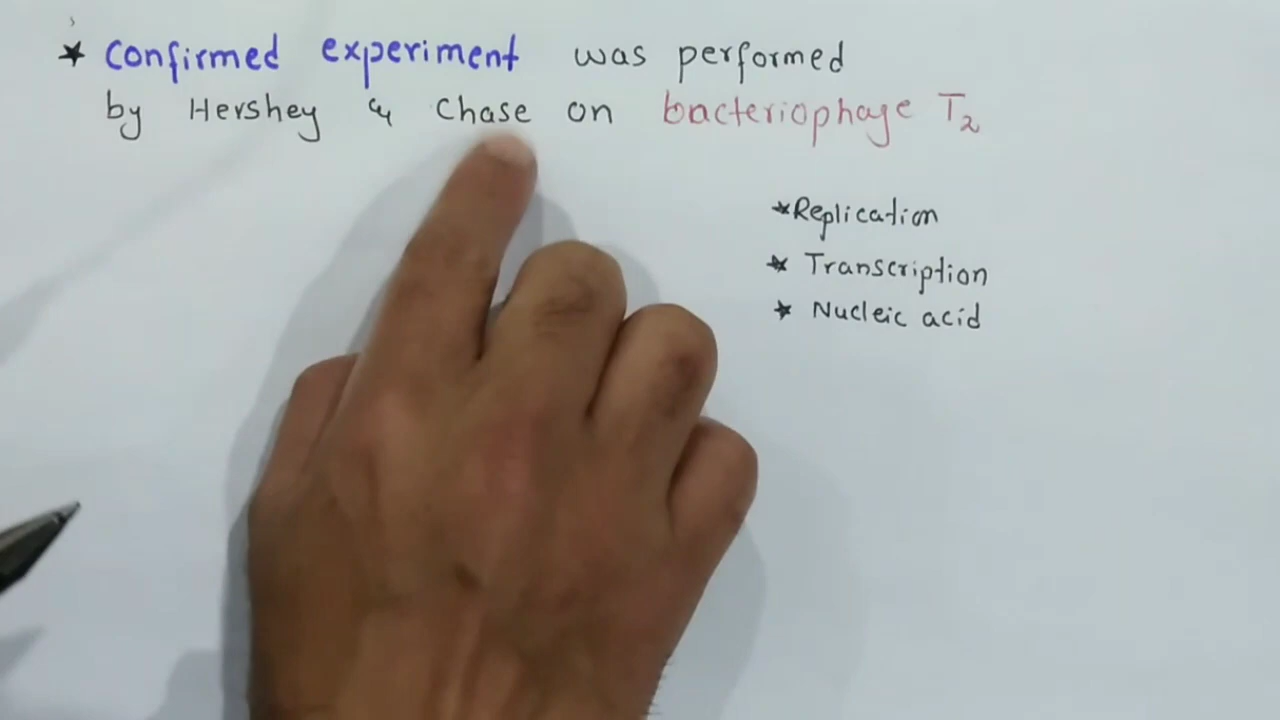 ★ Confirmed experiment was performed
by Hershey & Chase on bacteriophage T₂
★ Replication
★ Transcription
★ Nucleic acid